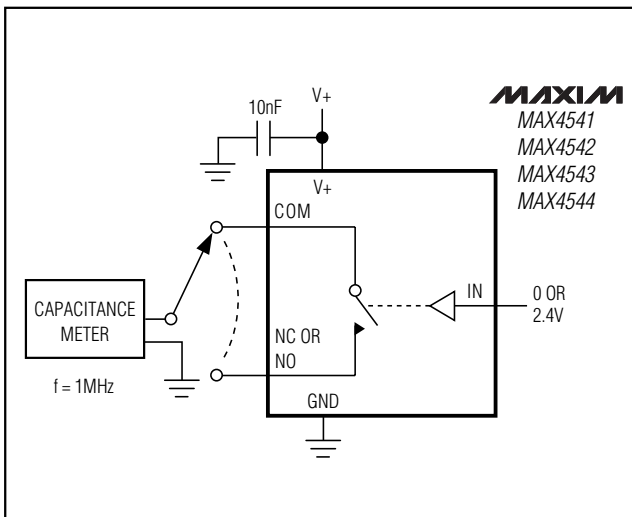 10nF
V+
MAXIM
MAX4541
MAX4542
MAX4543
MAX4544
V+
COM
IN
0 OR
2.4V
CAPACITANCE
METER
NC OR
NO
f = 1MHz
GND